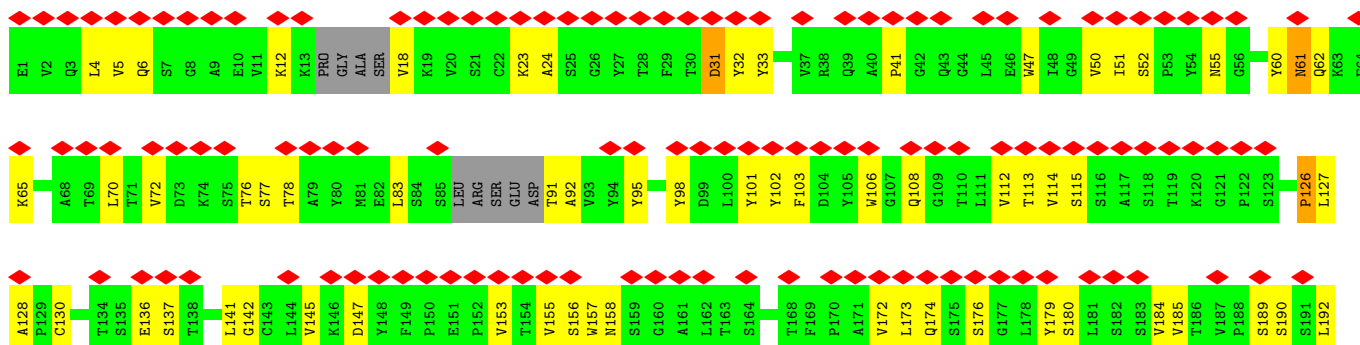 E1 V2 Q3 L4 V5 Q6 S7 G8 A9 E10 V11 K12 K13 PRO GLY ALA SER V18 K19 V20 S21 C22 K23 A24 S25 G26 Y27 T28 F29 T30 D31 Y32 Y33 V37 R38 Q39 A40 P41 G42 Q43 G44 L45 E46 W47 I48 G49 V50 I51 S52 P53 Y54 N55 G56 Y60 N61 Q62 K63
K65 A68 T69 L70 T71 V72 D73 K74 S75 T76 S77 T78 A79 Y80 M81 E82 L83 S84 S85 LEU ARG SER GLU ASP T91 A92 V93 Y94 Y95 Y98 D99 L100 Y101 Y102 F103 D104 Y105 W106 G107 Q108 G109 T110 L111 V112 T113 V114 S115 S116 A117 S118 T119 K120 G121 P122 S123 P126 L127
A128 P129 C130 T134 S135 E136 S137 T138 L141 G142 C143 L144 V145 K146 D147 Y148 F149 P150 E151 P152 V153 T154 V155 S156 W157 N158 S159 G160 A161 L162 T163 S164 T168 F169 P170 A171 V172 L173 Q174 S175 S176 G177 L178 Y179 S180 L181 S182 S183 V184 V185 T186 V187 P188 S189 S190 S191 L192